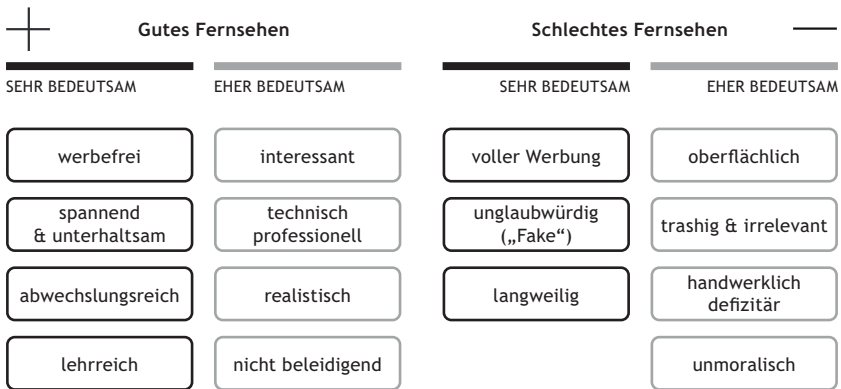 Gutes Fernsehen
Schlechtes Fernsehen
SEHR BEDEUTSAM
EHER BEDEUTSAM
SEHR BEDEUTSAM
EHER BEDEUTSAM
werbefrei
interessant
voller Werbung
oberflächlich
spannend
& unterhaltsam
technisch
professionell
unglaubwürdig
(„Fake“)
trashig & irrelevant
abwechslungsreich
realistisch
langweilig
handwerklich
defizitär
lehrreich
nicht beleidigend
unmoralisch